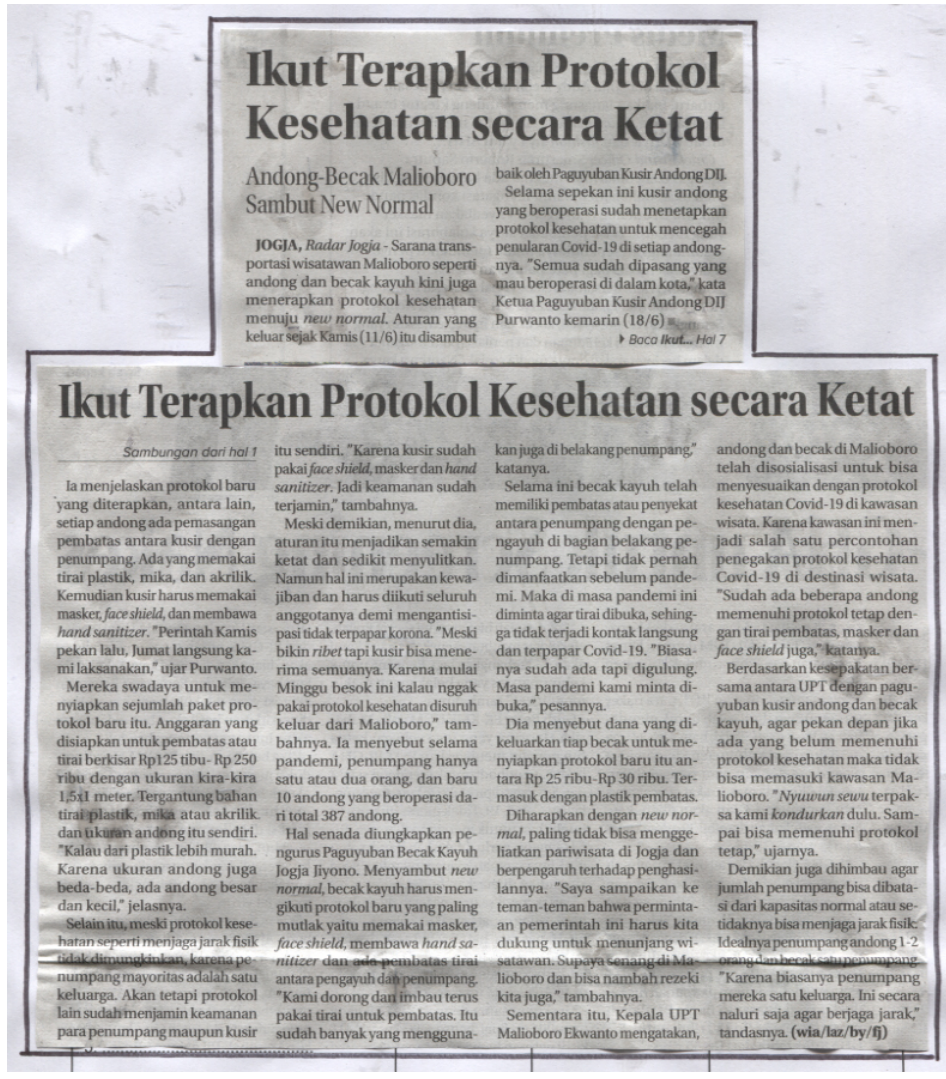 Ikut Terapkan Protokol
Kesehatan secara Ketat
Andong-Becak Malioboro
Sambut New Normal
JOGJA, Radar Jogja - Sarana trans-
portasi wisatawan Malioboro seperti
andong dan becak kayuh kini juga
menerapkan protokol kesehatan
menuju new normal. Aturan yang
keluar sejak Kamis (11/6) itu disambut
baik oleh Paguyuban Kusir Andong DIJ.
Selama sepekan ini kusir andong
yang beroperasi sudah menetapkan
protokol kesehatan untuk mencegah
penularan Covid-19 di setiap andong-
nya. "Semua sudah dipasang yang
mau beroperasi di dalam kota," kata
Ketua Paguyuban Kusir Andong DIJ
Purwanto kemarin (18/6)
Baca Ikut... Hal 7
Ikut Terapkan Protokol Kesehatan secara Ketat
Sambungan dari hal 1
Ia menjelaskan protokol baru
yang diterapkan, antara lain,
setiap andong ada pemasangan
pembatas antara kusir dengan
penumpang. Ada yang memakai
tirai plastik, mika, dan akrilik.
Kemudian kusir harus memakai
masker, face shield, dan membawa
hand sanitizer. "Perintah Kamis
pekan lalu, Jumat langsung ka-
mi laksanakan," ujar Purwanto.
Mereka swadaya untuk me-
nyiapkan sejumlah paket pro-
tokol baru itu. Anggaran yang
disiapkan untuk pembatas atau
tirai berkisar Rp125 tibu- Rp 250
ribu dengan ukuran kira-kira
1,5x1 meter. Tergantung bahan
tirai plastik, mika atau akrilik
dan ukuran andong itu sendiri.
"Kalau dari plastik lebih murah.
Karena ukuran andong juga
beda-beda, ada andong besar
dan kecil," jelasnya.
Selain itu, meski protokol kese-
hatan seperti menjaga jarak fisik
tidak dimungkinkan, karena pe-
numpang mayoritas adalah satu
keluarga. Akan tetapi protokol
lain sudah menjamin keamanan
para penumpang maupun kusir
itu sendiri. "Karena kusir sudah
pakai face shield, masker dan hand
sanitizer. Jadi keamanan sudah
terjamin," tambahnya.
Meski demikian, menurut dia,
aturan itu menjadikan semakin
ketat dan sedikit menyulitkan.
Namun hal ini merupakan kewa-
jiban dan harus diikuti seluruh
anggotanya demi mengantisi-
pasi tidak terpapar korona. "Meski
bikin ribet tapi kusir bisa mene-
rima semuanya. Karena mulai
Minggu besok ini kalau nggak
pakai protokol kesehatan disuruh
keluar dari Malioboro," tam-
bahnya. Ia menyebut selama
pandemi, penumpang hanya
satu atau dua orang, dan baru
10 andong yang beroperasi da-
ri total 387 andong.
Hal senada diungkapkan pe-
ngurus Paguyuban Becak Kayuh
Jogja Jiyono. Menyambut new
normal, becak kayuh harus men-
gikuti protokol baru yang paling
mutlak yaitu memakai masker,
face shield, membawa hand sa-
nitizer dan ada pembatas tirai
antara pengayuh dan penumpang.
"Kami dorong dan imbau terus
pakai tirai untuk pembatas. Itu
sudah banyak yang mengguna-
kan juga di belakang penumpang,"
katanya.
Selama ini becak kayuh telah
memiliki pembatas atau penyekat
antara penumpang dengan pe-
ngayuh di bagian belakang pe-
numpang. Tetapi tidak pernah
dimanfaatkan sebelum pande-
mi. Maka di masa pandemi ini
diminta agar tirai dibuka, sehing-
ga tidak terjadi kontak langsung
dan terpapar Covid-19. "Biasa-
nya sudah ada tapi digulung.
Masa pandemi kami minta di-
buka," pesannya.
Dia menyebut dana yang di-
keluarkan tiap becak untuk me-
nyiapkan protokol baru itu an-
tara Rp 25 ribu-Rp 30 ribu. Ter-
masuk dengan plastik pembatas.
Diharapkan dengan new nor-
mal, paling tidak bisa mengge-
liatkan pariwisata di Jogja dan
berpengaruh terhadap penghasi-
lannya. "Saya sampaikan ke
teman-teman bahwa perminta-
an pemerintah ini harus kita
dukung untuk menunjang wi-
satawan. Supaya senang di Ma-
lioboro dan bisa nambah rezeki
kita juga," tambahnya.
Sementara itu, Kepala UPT
Malioboro Ekwanto mengatakan,
andong dan becak di Malioboro
telah disosialisasi untuk bisa
menyesuaikan dengan protokol
kesehatan Covid-19 di kawasan
wisata. Karena kawasan ini men-
jadi salah satu percontohan
penegakan protokol kesehatan
Covid-19 di destinasi wisata.
"Sudah ada beberapa andong
memenuhi protokol tetap dengan
tirai pembatas, masker dan
face shield juga," katanya.
Berdasarkan kesepakatan ber-
sama antara UPT dengan pagu-
yuban kusir andong dan becak
kayuh, agar pekan depan jika
ada yang belum memenuhi
protokol kesehatan maka tidak
bisa memasuki kawasan Ma-
lioboro. "Nyuwun sewu terpak-
sa kami kondurkan dulu. Sam-
pai bisa memenuhi protokol
tetap," ujarnya.
Demikian juga dihimbau agar
jumlah penumpang bisa dibata-
si dari kapasitas normal atau se-
tidaknya bisa menjaga jarak fisik.
Idealnya penumpang andong 1-2
orang dan becak satu penumpang.
"Karena biasanya penumpang
mereka satu keluarga. Ini secara
naluri saja agar berjaga jarak,"
tandasnya. (wia/laz/by/fj)